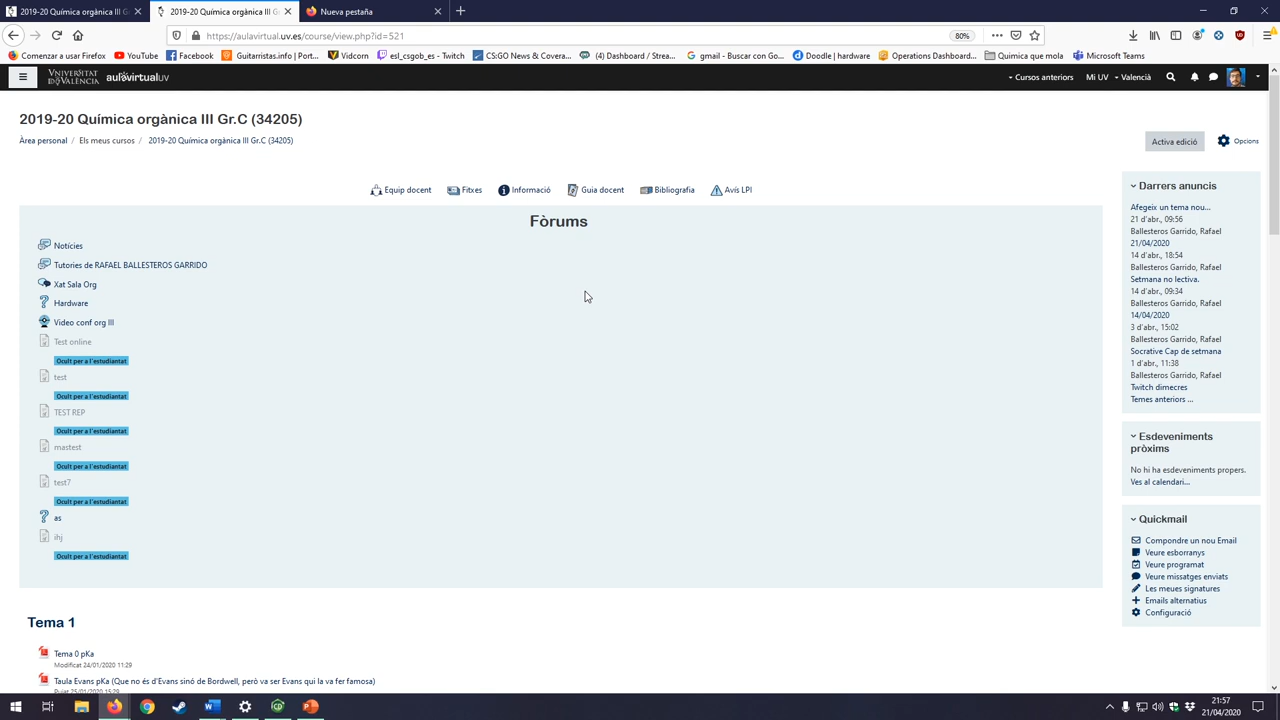 2019-20 Química orgànica III Gr.C
2019-20 Química orgànica III Gr.C
Nueva pestaña
https://aulavirtual.uv.es/course/view.php?id=521
80%
Comenzar a usar Firefox
YouTube
Facebook
Guitarristas.info | Port...
Vidcorn
esl_csgob_es - Twitch
CS:GO News & Covera...
(4) Dashboard / Strea...
gmail - Buscar con Go...
Doodle | hardware
Operations Dashboard...
Quimica que mola
Microsoft Teams
VNIVERSITAT
DE VALÈNCIA
aulavirtualuv
Cursos anteriors
Mi UV
Valencià
2019-20 Química orgànica III Gr.C (34205)
Àrea personal / Els meus cursos / 2019-20 Química orgànica III Gr.C (34205)
Activa edició
Opcions
Equip docent
Fitxes
Informació
Guia docent
Bibliografia
Avís LPI
Fòrums
Notícies
Tutories de RAFAEL BALLESTEROS GARRIDO
Xat Sala Org
Hardware
Video conf org III
Test online
Ocult per a l'estudiantat
test
Ocult per a l'estudiantat
TEST REP
Ocult per a l'estudiantat
mastest
Ocult per a l'estudiantat
test7
Ocult per a l'estudiantat
as
ihj
Ocult per a l'estudiantat
Tema 1
Tema 0 pKa
Modificat 24/01/2020 11:29
Taula Evans pKa (Que no és d'Evans sinó de Bordwell, però va ser Evans qui la va fer famosa)
Pujat 25/01/2020 15:29
Darrers anuncis
Afegeix un tema nou...
21 d'abr., 09:56
Ballesteros Garrido, Rafael
21/04/2020
14 d'abr., 18:54
Ballesteros Garrido, Rafael
Setmana no lectiva.
14 d'abr., 09:34
Ballesteros Garrido, Rafael
14/04/2020
3 d'abr., 15:02
Ballesteros Garrido, Rafael
Socrative Cap de setmana
1 d'abr., 11:38
Ballesteros Garrido, Rafael
Twitch dimecres
Temes anteriors ...
Esdeveniments
pròxims
No hi ha esdeveniments propers.
Ves al calendari...
Quickmail
Compondre un nou Email
Veure esborranys
Veure programat
Veure missatges enviats
Les meues signatures
Emails alternatius
Configuració
21:57
21/04/2020